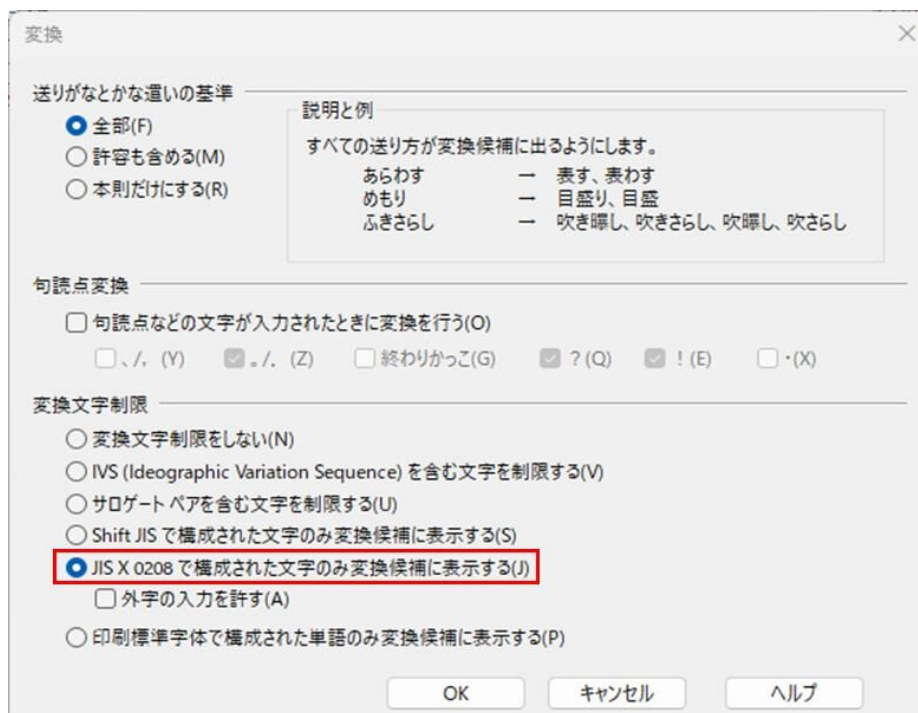 変換
送りがなとかな遣いの基準
全部(F)
許容も含める(M)
本則だけにする(R)
説明と例
すべての送り方が変換候補に出るようにします。
あらわす → 表す、表わす
めもり → 目盛り、目盛
ふきさらし → 吹き曝し、吹きさらし、吹曝し、吹さらし
句読点変換
句読点などの文字が入力されたときに変換を行う(O)
、/， (Y) 。/． (Z) 終わりかっこ(G) ？(Q) ！(E) ・(X)
変換文字制限
変換文字制限をしない(N)
IVS (Ideographic Variation Sequence) を含む文字を制限する(V)
サロゲート ペアを含む文字を制限する(U)
Shift JIS で構成された文字のみ変換候補に表示する(S)
JIS X 0208 で構成された文字のみ変換候補に表示する(J)
外字の入力を許す(A)
印刷標準字体で構成された単語のみ変換候補に表示する(P)
OK キャンセル ヘルプ